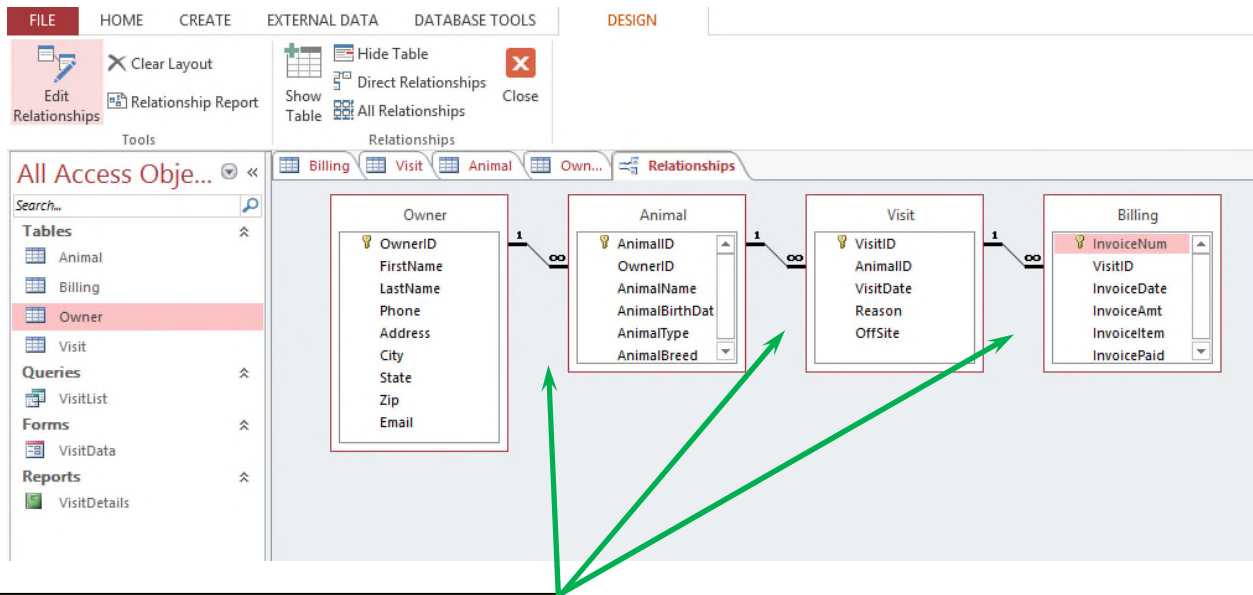 FILE HOME CREATE EXTERNAL DATA DATABASE TOOLS DESIGN
Edit Relationships
Clear Layout
Relationship Report
Tools
Show Table
Hide Table
Direct Relationships
All Relationships
Close
Relationships
All Access Obje... «
Search...
Tables
Animal
Billing
Owner
Visit
Queries
VisitList
Forms
VisitData
Reports
VisitDetails
Billing Visit Animal Own... Relationships
Owner
OwnerID
FirstName
LastName
Phone
Address
City
State
Zip
Email
1 ∞
Animal
AnimalID
OwnerID
AnimalName
AnimalBirthDat
AnimalType
AnimalBreed
1 ∞
Visit
VisitID
AnimalID
VisitDate
Reason
OffSite
1 ∞
Billing
InvoiceNum
VisitID
InvoiceDate
InvoiceAmt
InvoiceItem
InvoicePaid